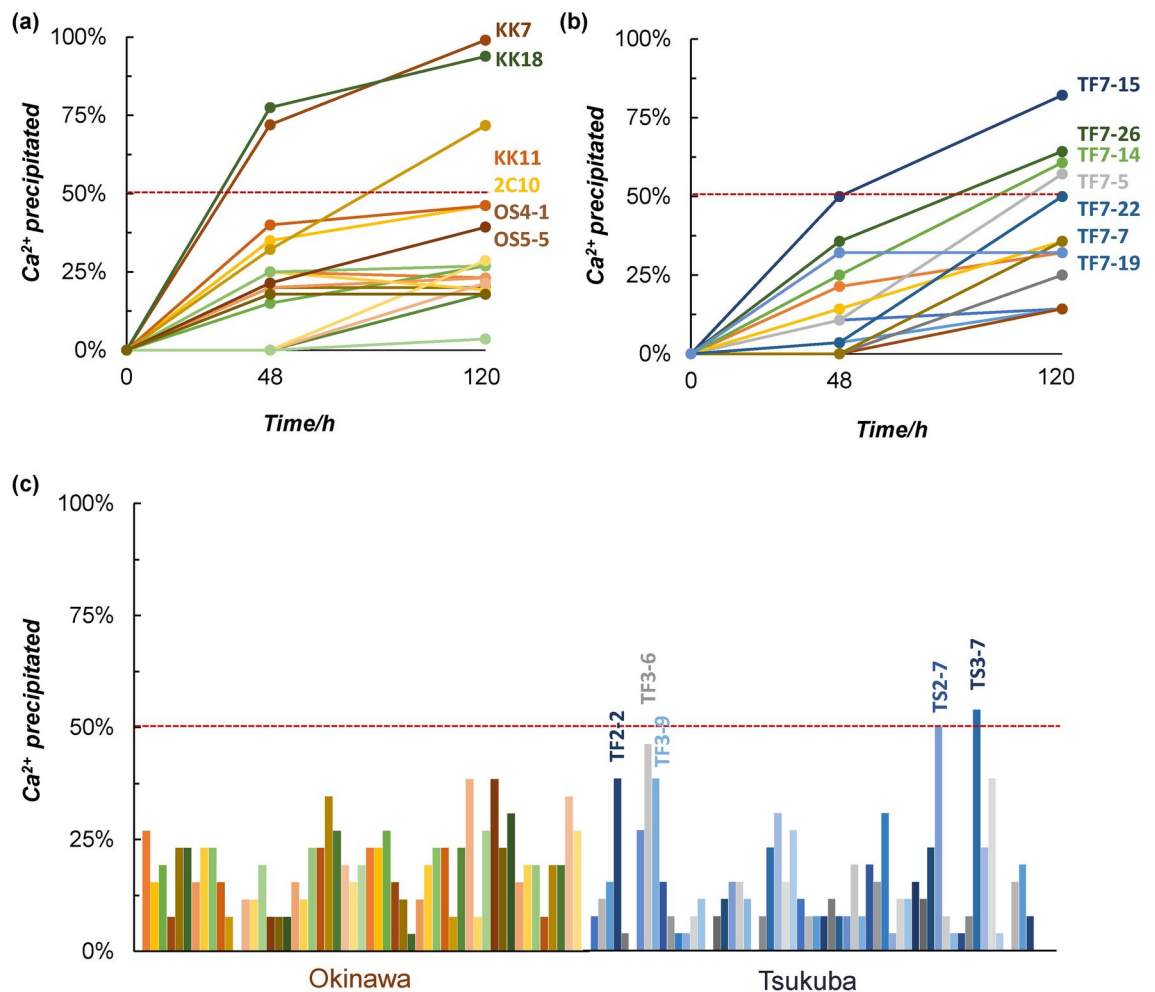 (a)
100%
75%
50%
25%
0%
Ca²⁺ precipitated
0
48
120
Time/h
KK7
KK18
KK11
2C10
OS4-1
OS5-5
(b)
100%
75%
50%
25%
0%
Ca²⁺ precipitated
0
48
120
Time/h
TF7-15
TF7-26
TF7-14
TF7-5
TF7-22
TF7-7
TF7-19
(c)
100%
75%
50%
25%
0%
Ca²⁺ precipitated
TF2-2
TF3-6
TF3-9
TS2-7
TS3-7
Okinawa
Tsukuba